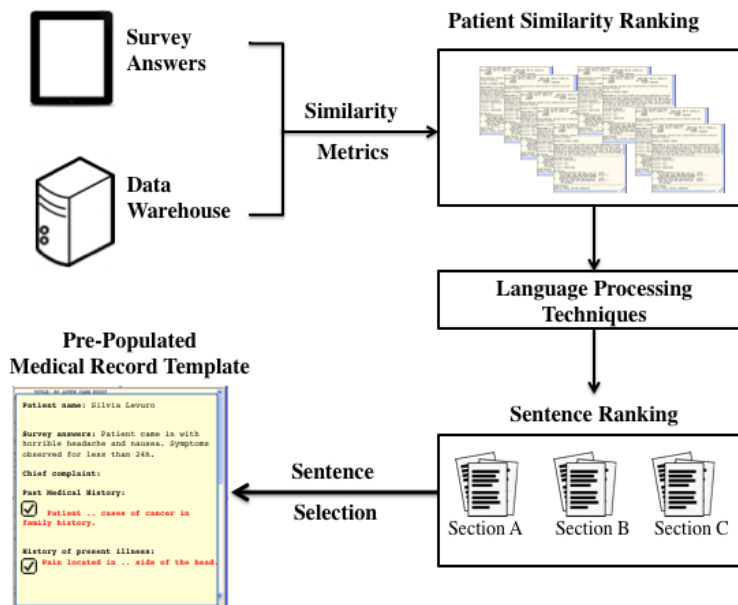 Survey
Answers
Data
Warehouse
Similarity
Metrics
Patient Similarity Ranking
Language Processing
Techniques
Sentence Ranking
Section A
Section B
Section C
Sentence
Selection
Pre-Populated
Medical Record Template
Patient name: Silvia Levuro
Survey answers: Patient came in with
horrible headache and nausea. Symptoms
observed for less than 24h.
Chief complaint:
Past Medical History:
Patient .. cases of cancer in
family history.
History of present illness:
Pain located in .. side of the head.